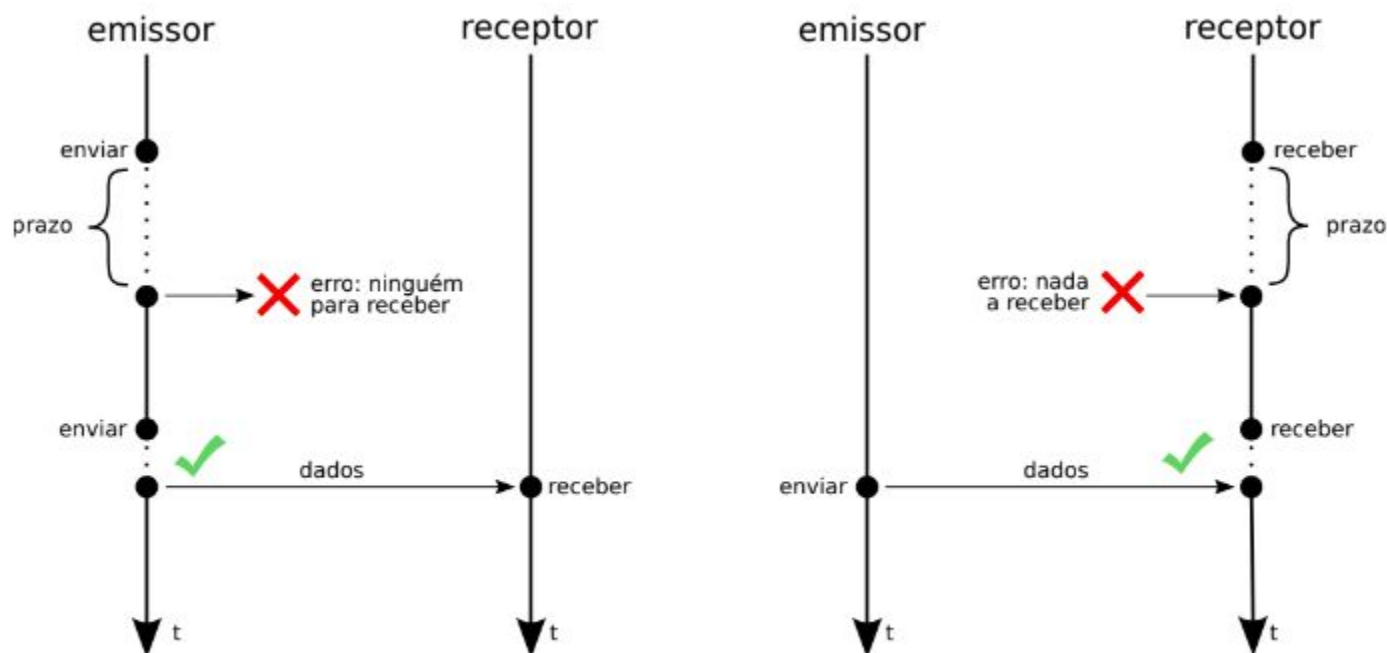 emissor
receptor
enviar
prazo
erro: ninguém
para receber
enviar
dados
receber
t
t
emissor
receptor
receber
prazo
erro: nada
a receber
receber
dados
enviar
t
t